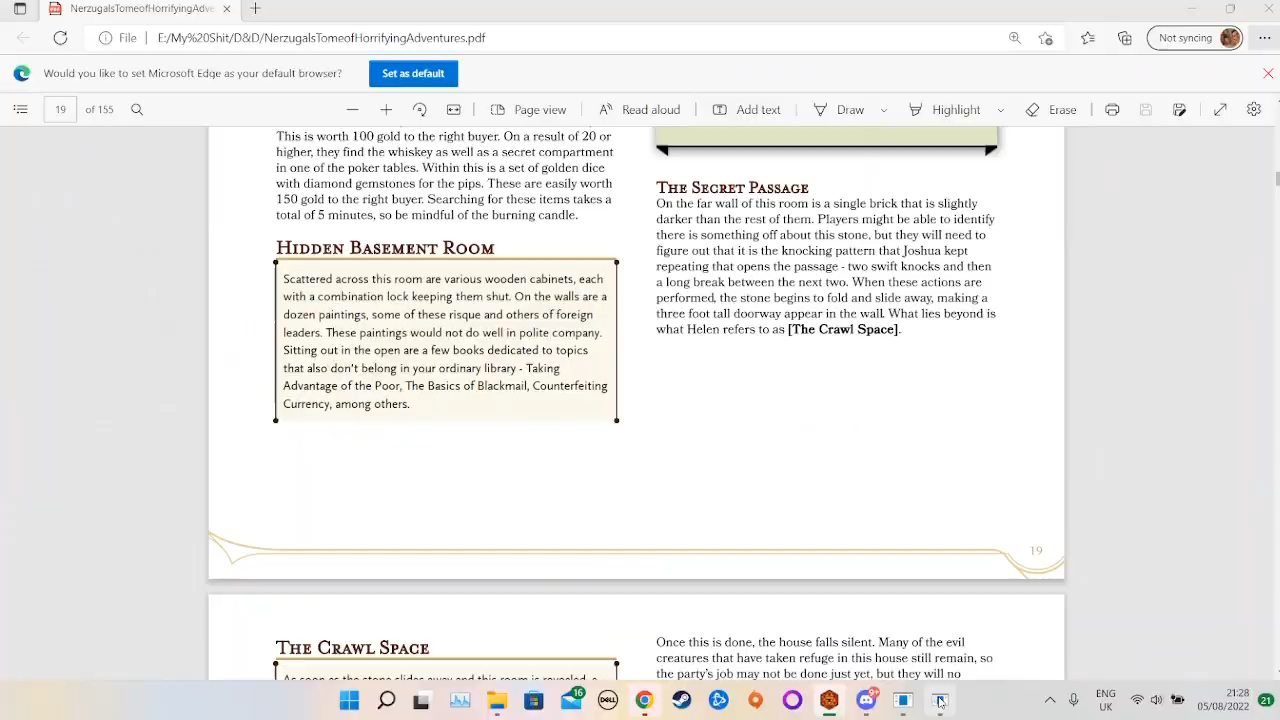 NerzugalsTomeofHorrifyingAdve
File | E:/My%20Shit/D&D/NerzugalsTomeofHorrifyingAdventures.pdf
Not syncing
Would you like to set Microsoft Edge as your default browser?
Set as default
19 of 155
Page view
Read aloud
Add text
Draw
Highlight
Erase
This is worth 100 gold to the right buyer. On a result of 20 or
higher, they find the whiskey as well as a secret compartment
in one of the poker tables. Within this is a set of golden dice
with diamond gemstones for the pips. These are easily worth
150 gold to the right buyer. Searching for these items takes a
total of 5 minutes, so be mindful of the burning candle.
Hidden Basement Room
Scattered across this room are various wooden cabinets, each
with a combination lock keeping them shut. On the walls are a
dozen paintings, some of these risque and others of foreign
leaders. These paintings would not do well in polite company.
Sitting out in the open are a few books dedicated to topics
that also don't belong in your ordinary library - Taking
Advantage of the Poor, The Basics of Blackmail, Counterfeiting
Currency, among others.
The Secret Passage
On the far wall of this room is a single brick that is slightly
darker than the rest of them. Players might be able to identify
there is something off about this stone, but they will need to
figure out that it is the knocking pattern that Joshua kept
repeating that opens the passage - two swift knocks and then
a long break between the next two. When these actions are
performed, the stone begins to fold and slide away, making a
three foot tall doorway appear in the wall. What lies beyond is
what Helen refers to as [The Crawl Space].
19
The Crawl Space
As soon as the stone slides away and this room is revealed, a
Once this is done, the house falls silent. Many of the evil
creatures that have taken refuge in this house still remain, so
the party's job may not be done just yet, but they will no
16
DELL
9+
ENG
UK
21:28
05/08/2022
21